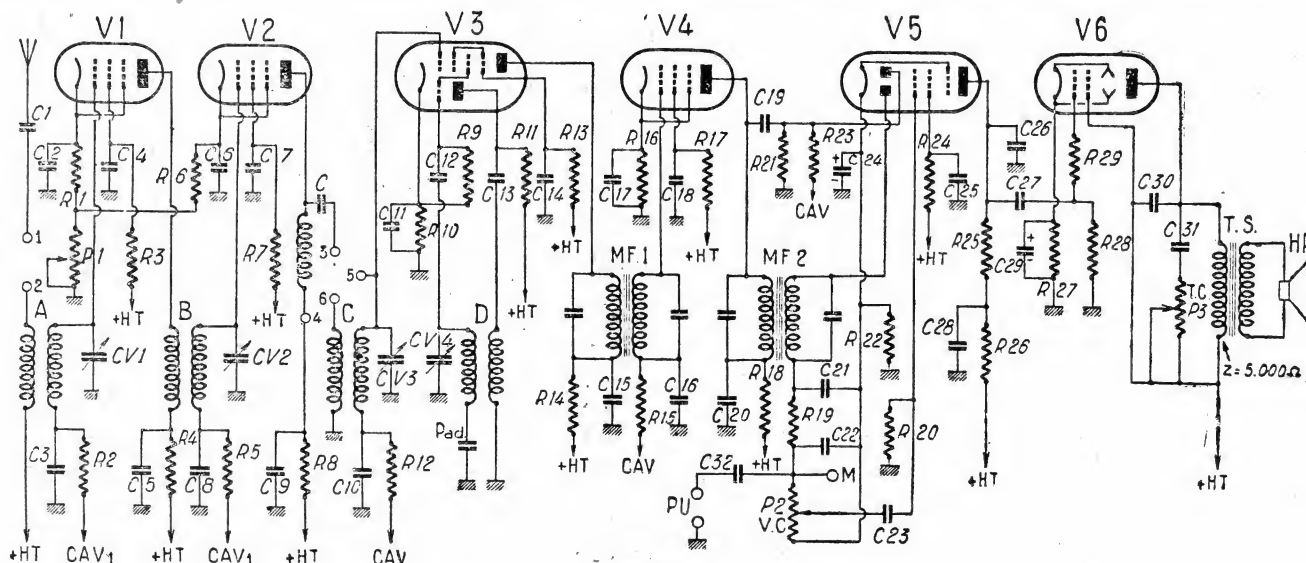 V1
V2
V3
V4
V5
V6
C1
C2
R1
C4
R6
C6
C7
C
R9
C12
R11
C13
R13
C14
R16
C17
R17
C18
C19
R21
R23
C24
R24
C25
C26
R29
C27
C30
C31
T.S.
HP
1
P1
R3
R7
3
C11
R10
5
+HT
+HT
CAV
+HT
R25
C29
R27
R28
T.C
P3
2
A
+HT
B
+HT
6
4
C
D
+HT
MF.1
MF2
R22
C28
R26
Z=5.000Ω
CV1
CV2
CV3
CV4
C3
R2
C5
R4
C8
R5
C9
R8
C10
R12
Pad.
R14
C15
R15
C16
C20
R18
R19
C21
C22
R20
+HT
CAV
C32
+HT
M
+HT
+HT
PU
P2
V.C
C23
+HT
CAV1
+HT
CAV1
+HT
CAV